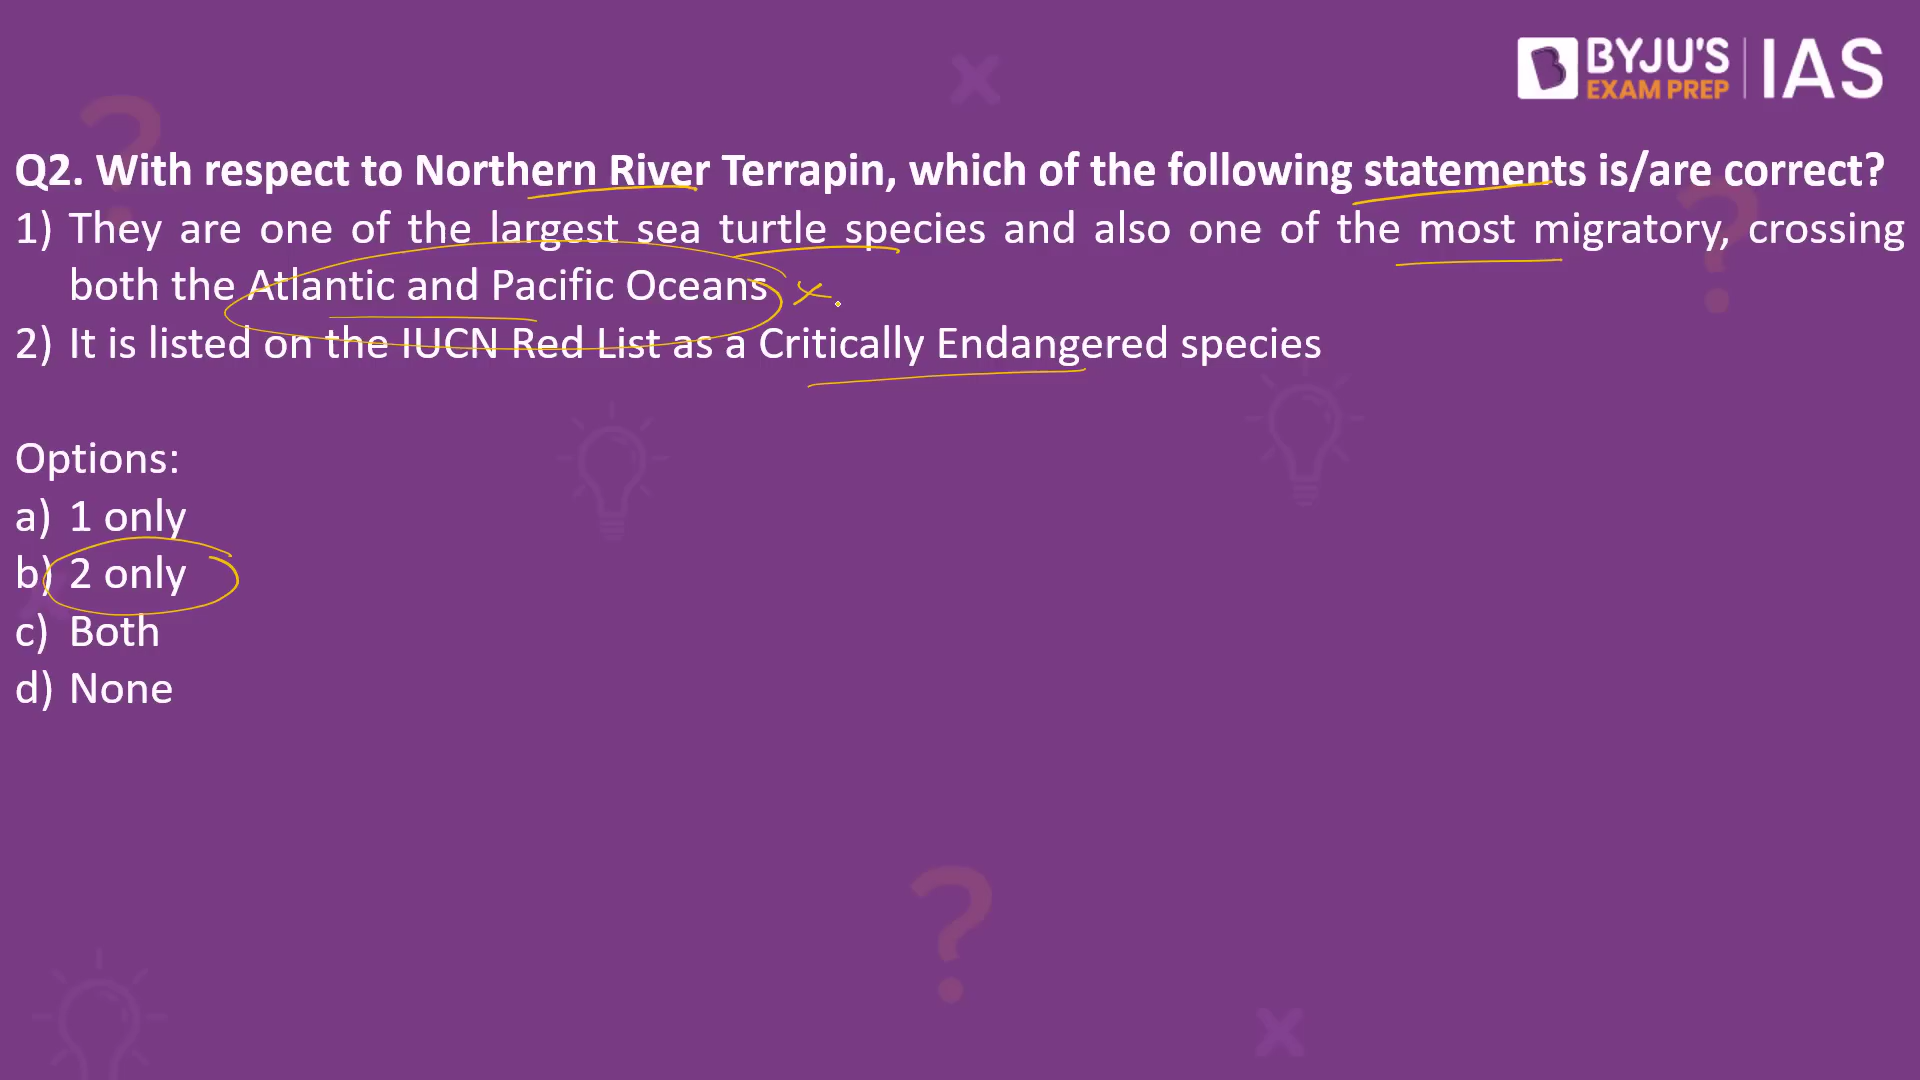 BYJU'S
EXAM PREP
IAS
Q2. With respect to Northern River Terrapin, which of the following statements is/are correct?
1) They are one of the largest sea turtle species and also one of the most migratory, crossing
both the Atlantic and Pacific Oceans
2) It is listed on the IUCN Red List as a Critically Endangered species
Options:
a) 1 only
b) 2 only
c) Both
d) None